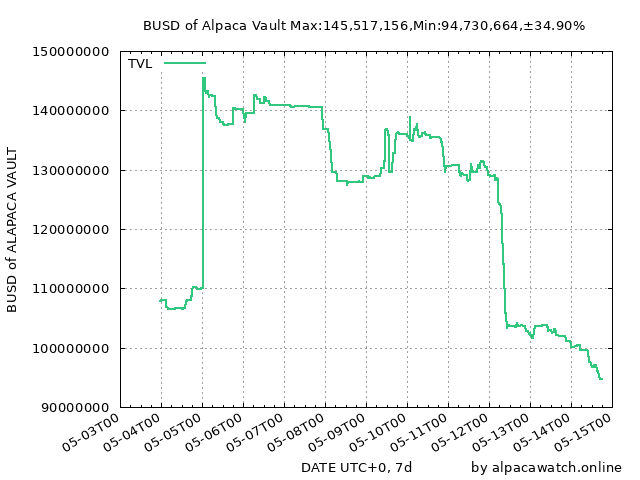 BUSD of Alpaca Vault Max:145,517,156,Min:94,730,664,±34.90%
TVL
150000000
140000000
130000000
120000000
110000000
100000000
90000000
BUSD of ALAPACA VAULT
05-03T00
05-04T00
05-05T00
05-06T00
05-07T00
05-08T00
05-09T00
05-10T00
05-11T00
05-12T00
05-13T00
05-14T00
05-15T00
DATE UTC+0, 7d
by alpacawatch.online